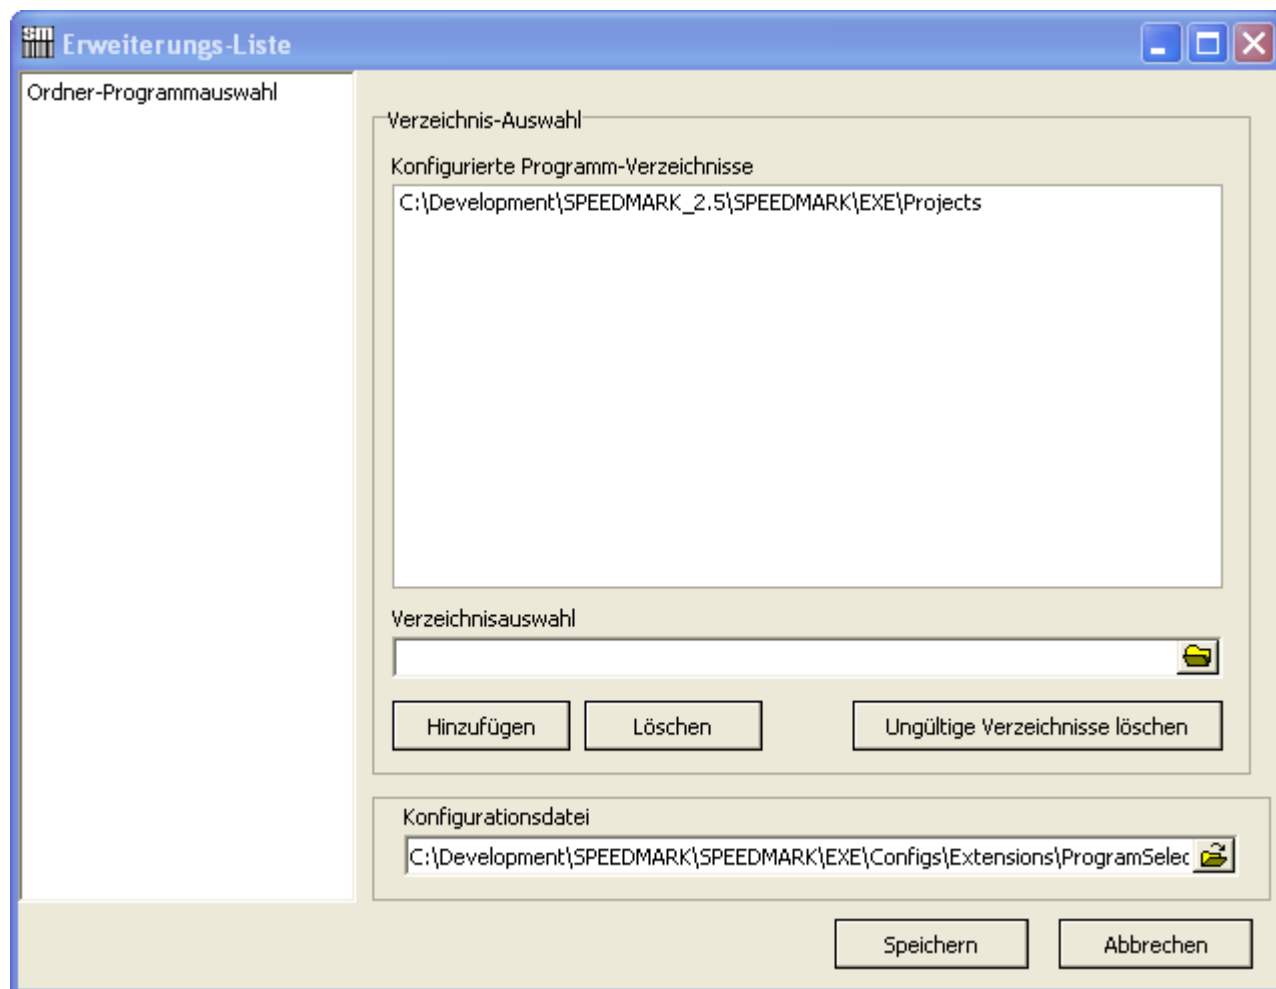 sm
Erweiterungs-Liste
Ordner-Programmauswahl
Verzeichnis-Auswahl
Konfigurierte Programm-Verzeichnisse
C:\Development\SPEEDMARK_2.5\SPEEDMARK\EXE\Projects
Verzeichnisauswahl
Hinzufügen Löschen Ungültige Verzeichnisse löschen
Konfigurationsdatei
C:\Development\SPEEDMARK\SPEEDMARK\EXE\Configs\Extensions\ProgramSelec
Speichern Abbrechen